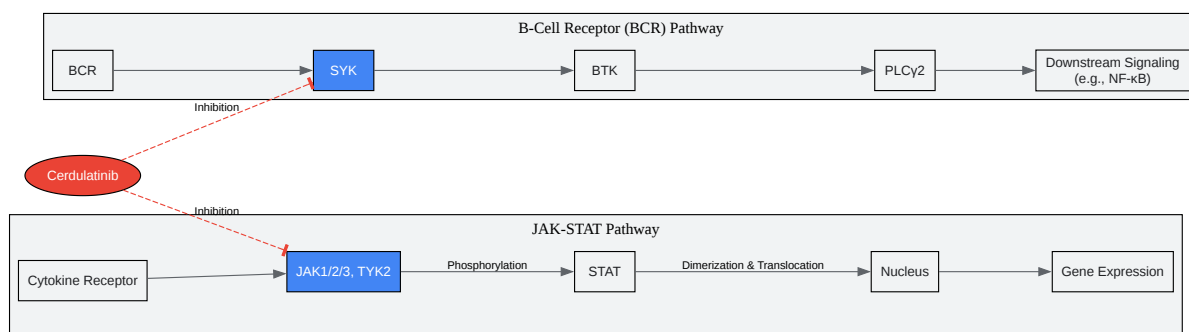 B-Cell Receptor (BCR) Pathway
BCR
SYK
BTK
PLCγ2
Downstream Signaling
(e.g., NF-κB)
Inhibition
Cerdulatinib
Inhibition
JAK-STAT Pathway
Cytokine Receptor
JAK1/2/3, TYK2
Phosphorylation
STAT
Dimerization & Translocation
Nucleus
Gene Expression